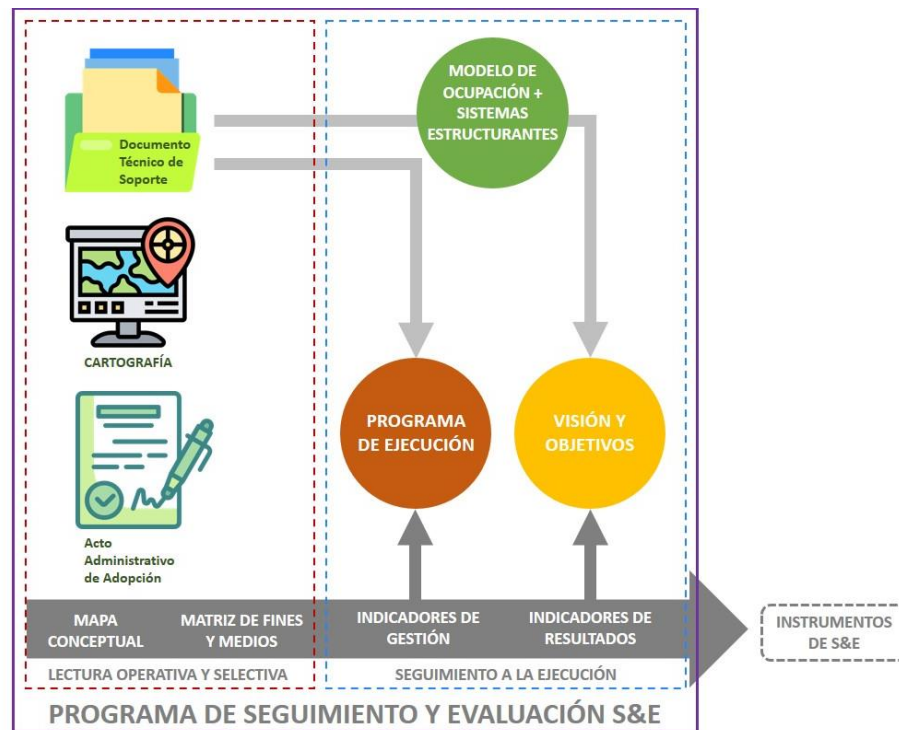 Documento
Técnico de
Soporte
CARTOGRAFÍA
Acto
Administrativo
de Adopción
MODELO DE
OCUPACIÓN +
SISTEMAS
ESTRUCTURANTES
PROGRAMA
DE EJECUCIÓN
VISIÓN Y
OBJETIVOS
MAPA
CONCEPTUAL
MATRIZ DE FINES
Y MEDIOS
INDICADORES DE
GESTIÓN
INDICADORES DE
RESULTADOS
INSTRUMENTOS
DE S&E
LECTURA OPERATIVA Y SELECTIVA
SEGUIMIENTO A LA EJECUCIÓN
PROGRAMA DE SEGUIMIENTO Y EVALUACIÓN S&E